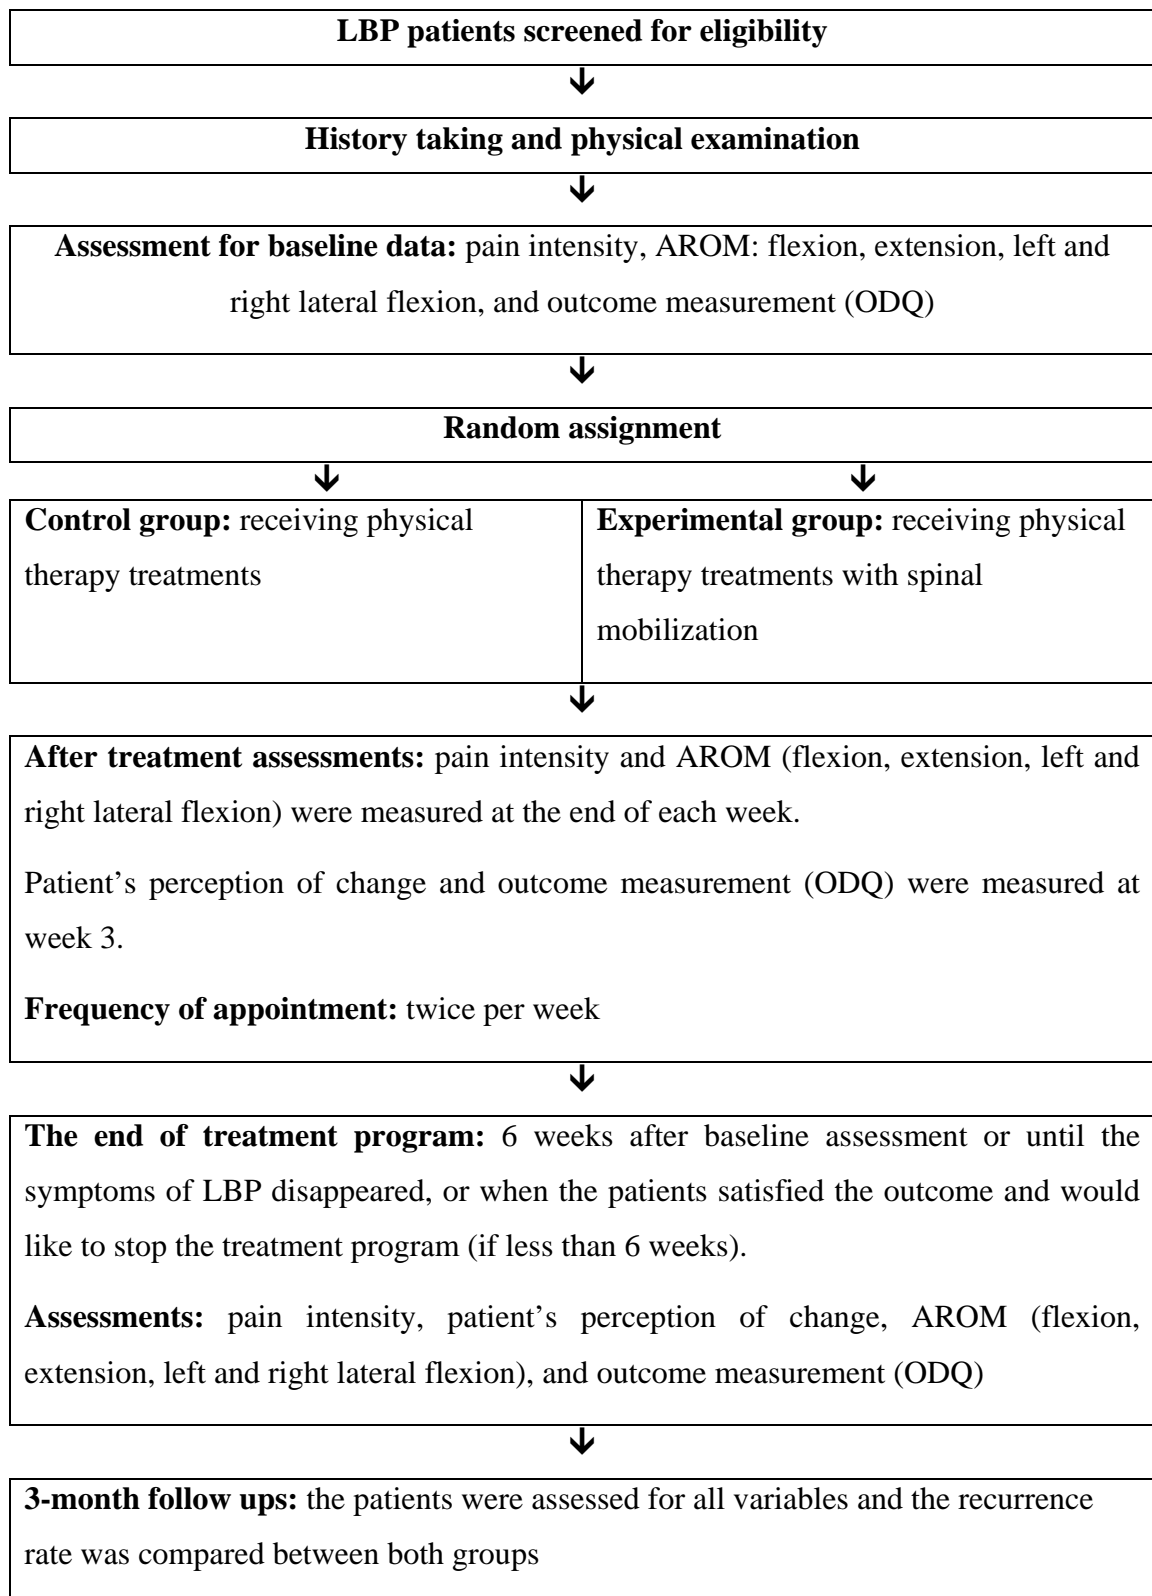 LBP patients screened for eligibility
History taking and physical examination
Assessment for baseline data: pain intensity, AROM: flexion, extension, left and
right lateral flexion, and outcome measurement (ODQ)
Random assignment
Control group: receiving physical
therapy treatments
Experimental group: receiving physical
therapy treatments with spinal
mobilization
After treatment assessments: pain intensity and AROM (flexion, extension, left and
right lateral flexion) were measured at the end of each week.
Patient’s perception of change and outcome measurement (ODQ) were measured at
week 3.
Frequency of appointment: twice per week
The end of treatment program: 6 weeks after baseline assessment or until the
symptoms of LBP disappeared, or when the patients satisfied the outcome and would
like to stop the treatment program (if less than 6 weeks).
Assessments: pain intensity, patient’s perception of change, AROM (flexion,
extension, left and right lateral flexion), and outcome measurement (ODQ)
3-month follow ups: the patients were assessed for all variables and the recurrence
rate was compared between both groups